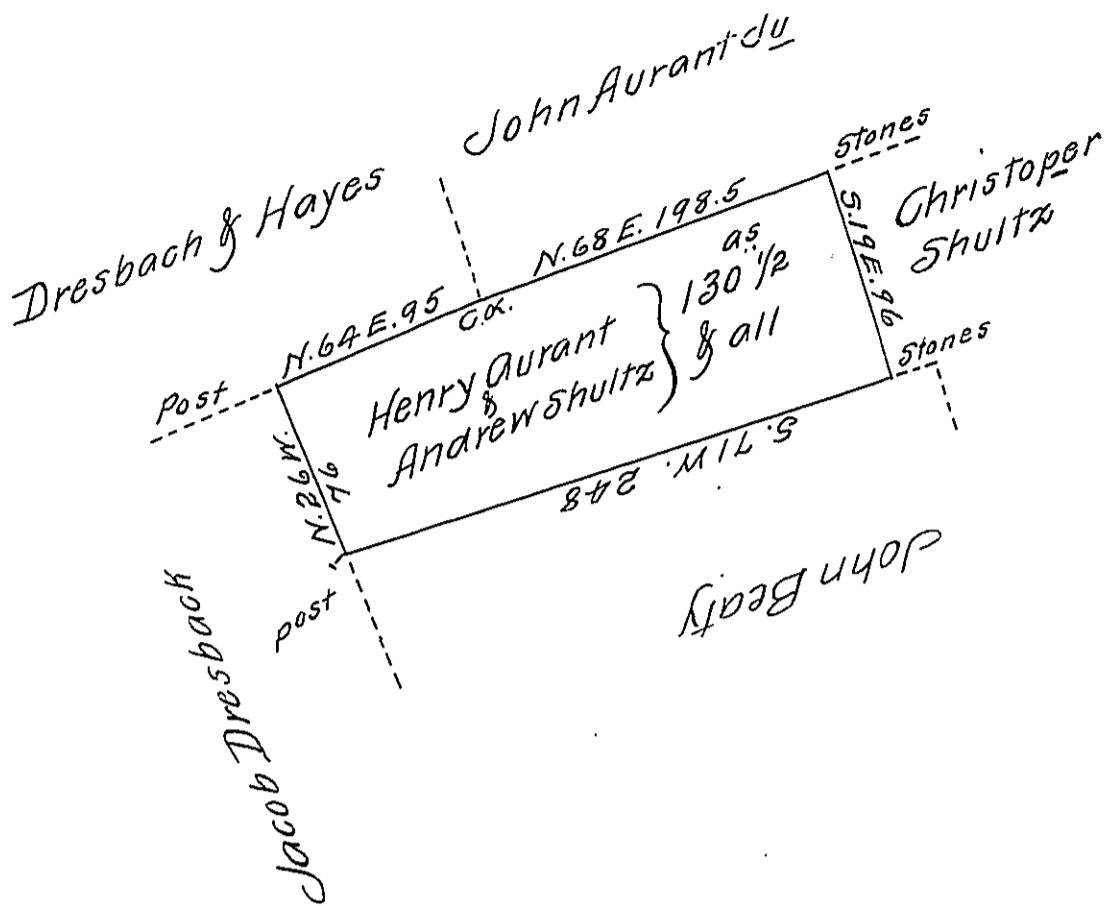 John Aurant Ju
Dresbach & Hayes
Stones
Christoper
Shultz
N.68 E. 198.5
S.19 E. 96
N.64 E. 95
C.O.
Henry Aurant
&
Andrew Shultz
as
130 1/2
& all
Stones
Post
N.26 W.
76
S.71 W. 248
Post
John Beaty
Jacob Dresback